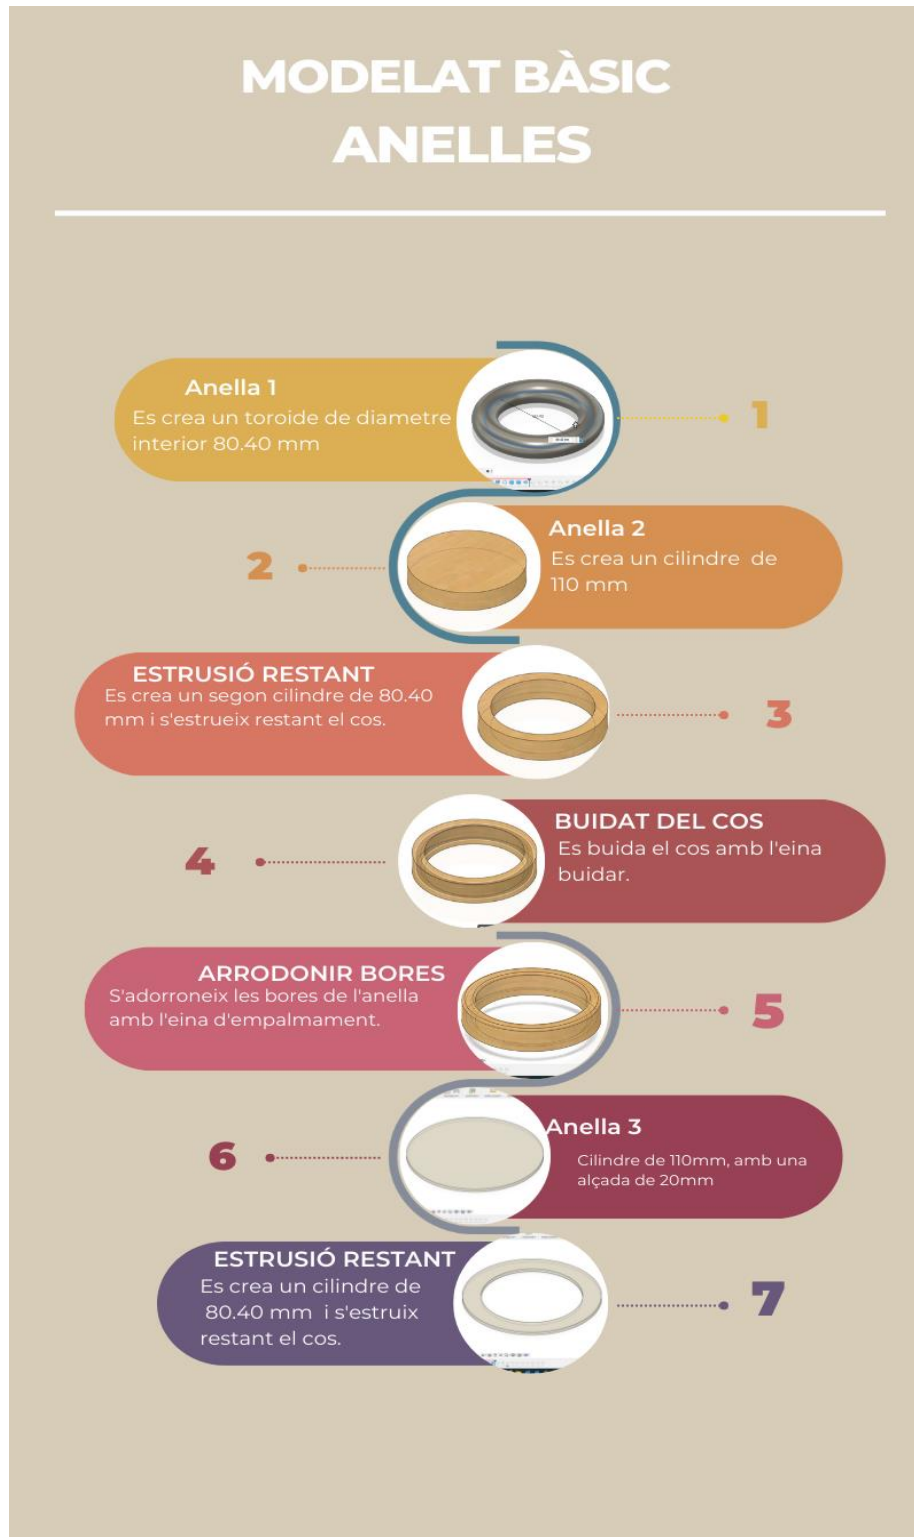 MODELAT BÀSIC
ANELLES
Anella 1
Es crea un toroide de diametre
interior 80.40 mm
1
Anella 2
Es crea un cilindre de
110 mm
2
ESTRUSIÓ RESTANT
Es crea un segon cilindre de 80.40
mm i s'estrueix restant el cos.
3
BUIDAT DEL COS
Es buida el cos amb l'eina
buidar.
4
ARRODONIR BORES
S'adorroneix les bores de l'anella
amb l'eina d'empalmament.
5
Anella 3
Cilindre de 110mm, amb una
alçada de 20mm
6
ESTRUSIÓ RESTANT
Es crea un cilindre de
80.40 mm i s'estruix
restant el cos.
7